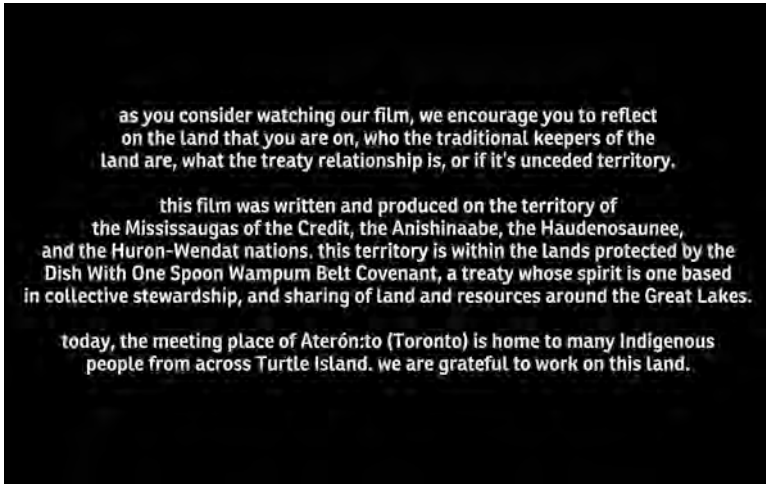 as you consider watching our film, we encourage you to reflect
on the land that you are on, who the traditional keepers of the
land are, what the treaty relationship is, or if it's unceded territory.
this film was written and produced on the territory of
the Mississaugas of the Credit, the Anishinaabe, the Haudenosaunee,
and the Huron-Wendat nations. this territory is within the lands protected by the
Dish With One Spoon Wampum Belt Covenant, a treaty whose spirit is one based
in collective stewardship, and sharing of land and resources around the Great Lakes.
today, the meeting place of Aterón:to (Toronto) is home to many Indigenous
people from across Turtle Island. we are grateful to work on this land.